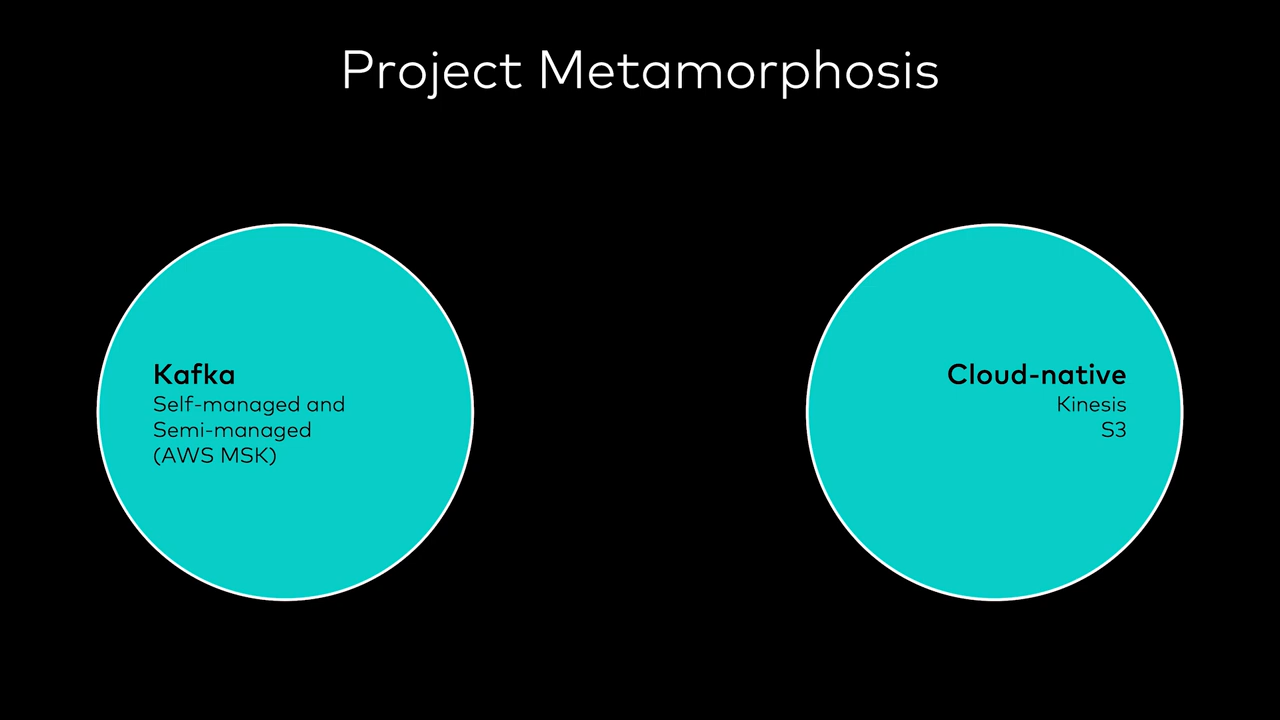 Project Metamorphosis
Kafka
Self-managed and
Semi-managed
(AWS MSK)
Cloud-native
Kinesis
S3